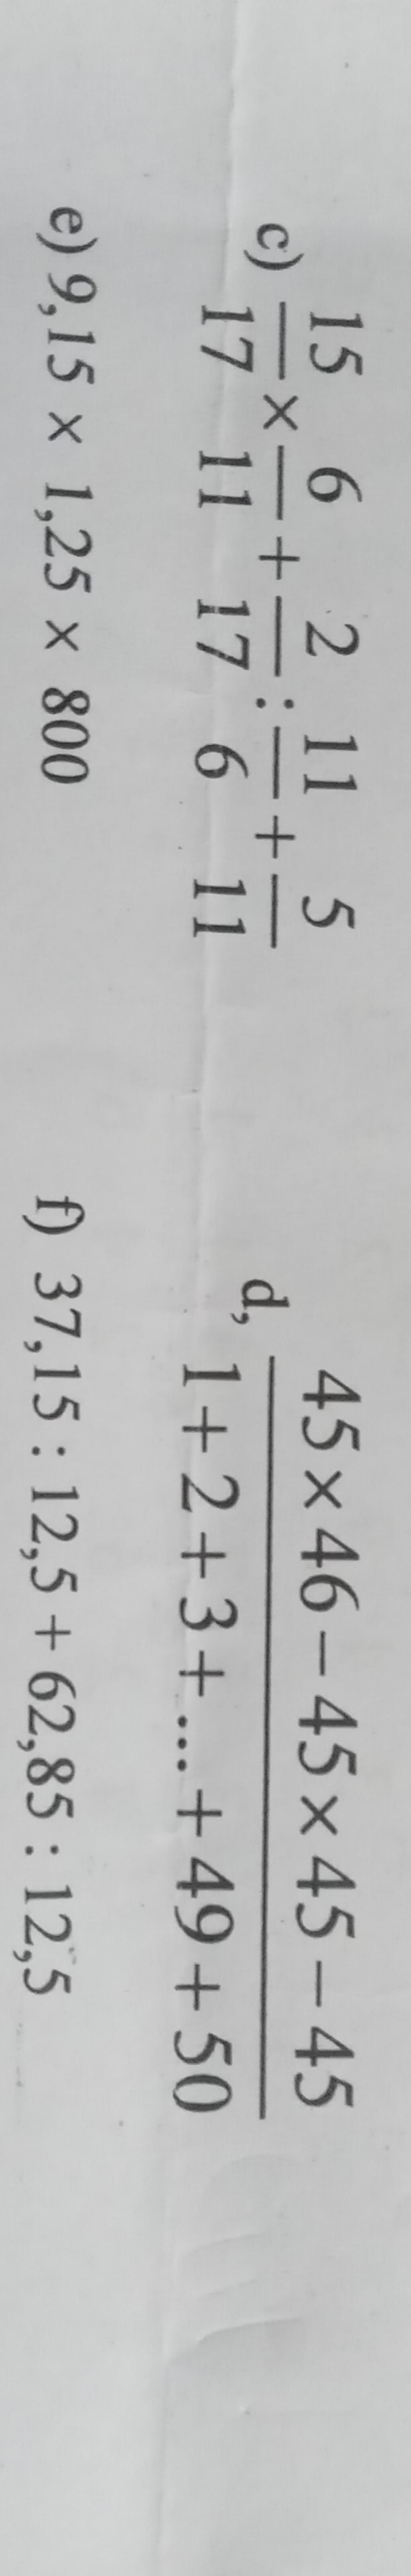 c) 15/17 × 6/11 + 2/17 : 11/6 + 5/11
d, (45 × 46 − 45 × 45 − 45)/(1 + 2 + 3 + ... + 49 + 50)
e) 9,15 × 1,25 × 800
f) 37,15 : 12,5 + 62,85 : 12,5